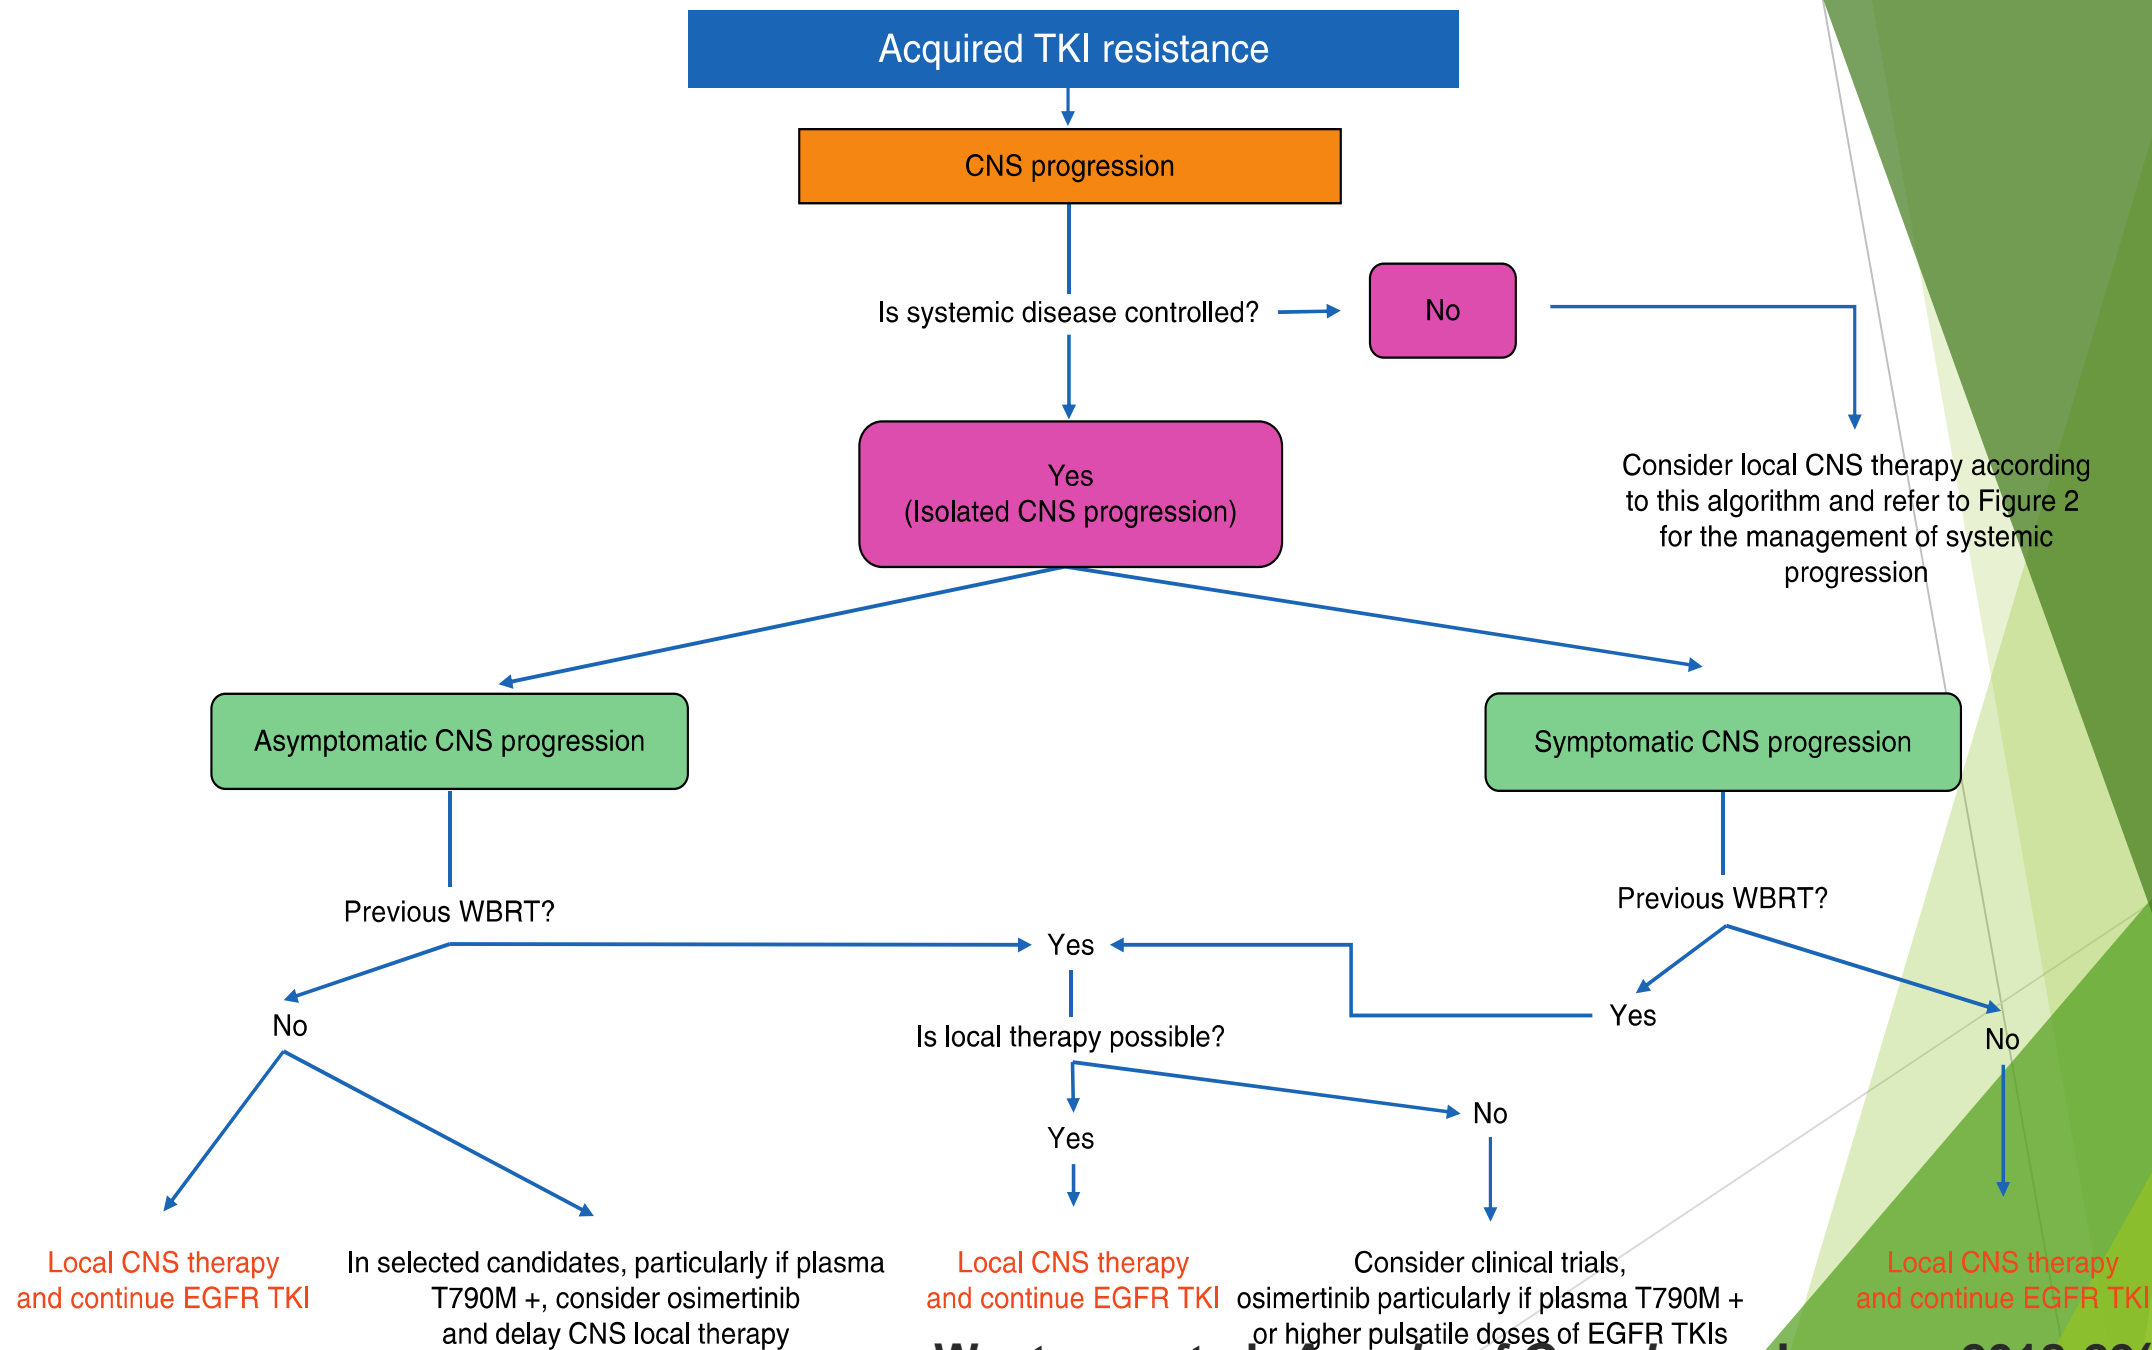 Acquired TKI resistance
CNS progression
Is systemic disease controlled?
No
Yes
(Isolated CNS progression)
Consider local CNS therapy according
to this algorithm and refer to Figure 2
for the management of systemic
progression
Asymptomatic CNS progression
Symptomatic CNS progression
Previous WBRT?
Previous WBRT?
Yes
No
Yes
No
Is local therapy possible?
Yes
No
Local CNS therapy
and continue EGFR TKI
In selected candidates, particularly if plasma
T790M +, consider osimertinib
and delay CNS local therapy
Local CNS therapy
and continue EGFR TKI
Consider clinical trials,
osimertinib particularly if plasma T790M +
or higher pulsatile doses of EGFR TKIs
Local CNS therapy
and continue EGFR TKI